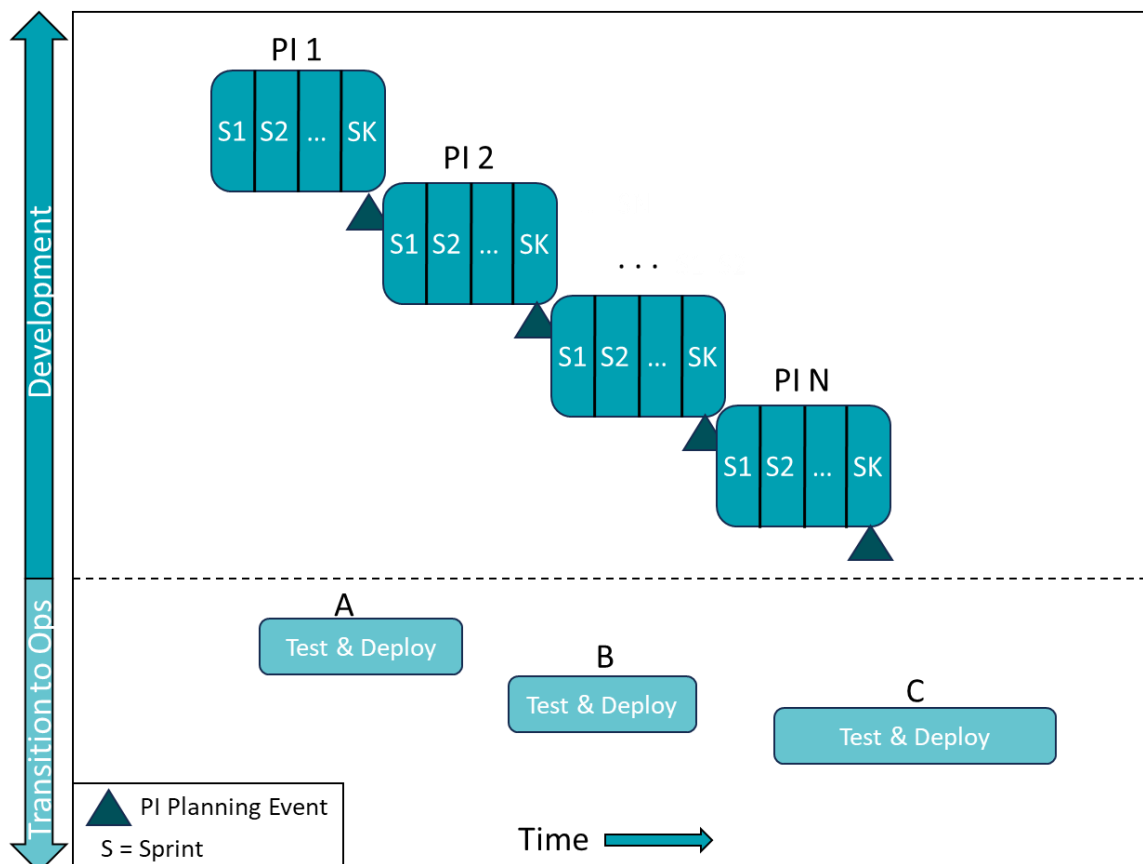 Development
Transition to Ops
PI 1
S1 S2 ... SK
PI 2
S1 S2 ... SK
. . .
S1 S2 ... SK
PI N
S1 S2 ... SK
A
Test & Deploy
B
Test & Deploy
C
Test & Deploy
PI Planning Event
S = Sprint
Time